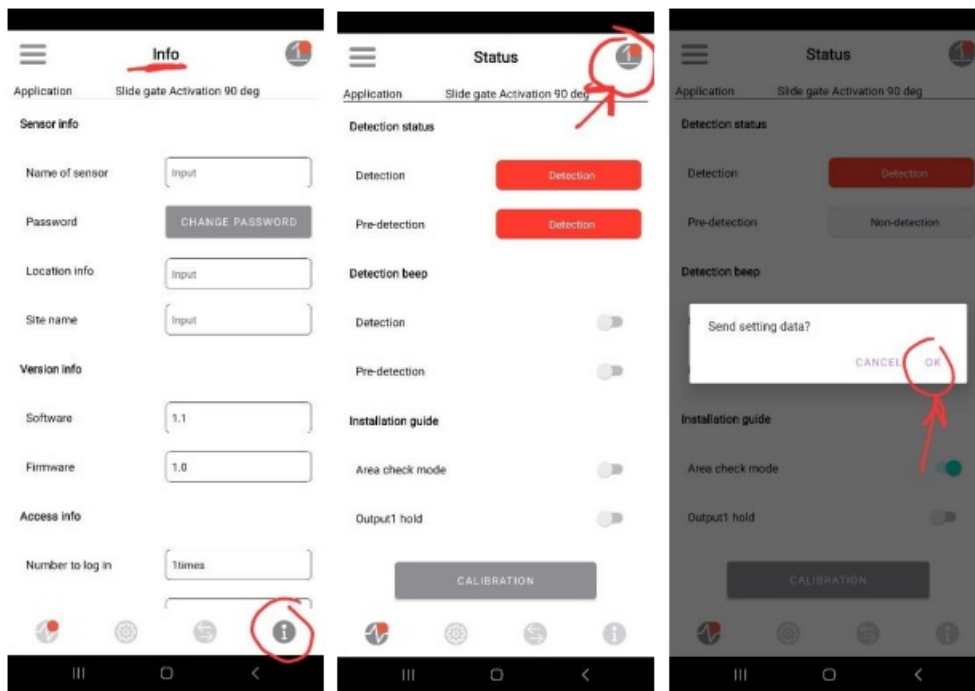 Info
Application Slide gate Activation 90 deg
Sensor info
Name of sensor Input
Password CHANGE PASSWORD
Location info Input
Site name Input
Version info
Software 1.1
Firmware 1.0
Access info
Number to log in 1times
Status
Application Slide gate Activation 90 deg
Detection status
Detection Detection
Pre-detection Detection
Detection beep
Detection
Pre-detection
Installation guide
Area check mode
Output1 hold
CALIBRATION
Status
Application Slide gate Activation 90 deg
Detection status
Detection Detection
Pre-detection Non-detection
Detection beep
Send setting data?
CANCEL OK
Installation guide
Area check mode
Output1 hold
CALIBRATION